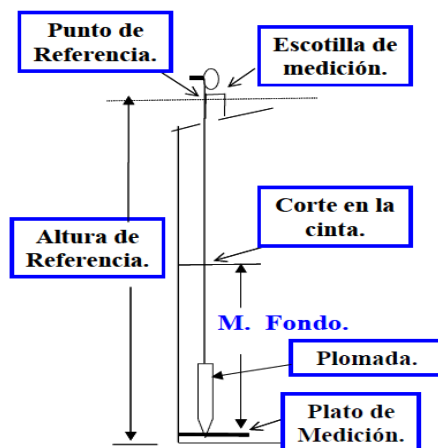 Punto de
Referencia.
Escotilla de
medición.
Corte en la
cinta.
Altura de
Referencia.
M. Fondo.
Plomada.
Plato de
Medición.